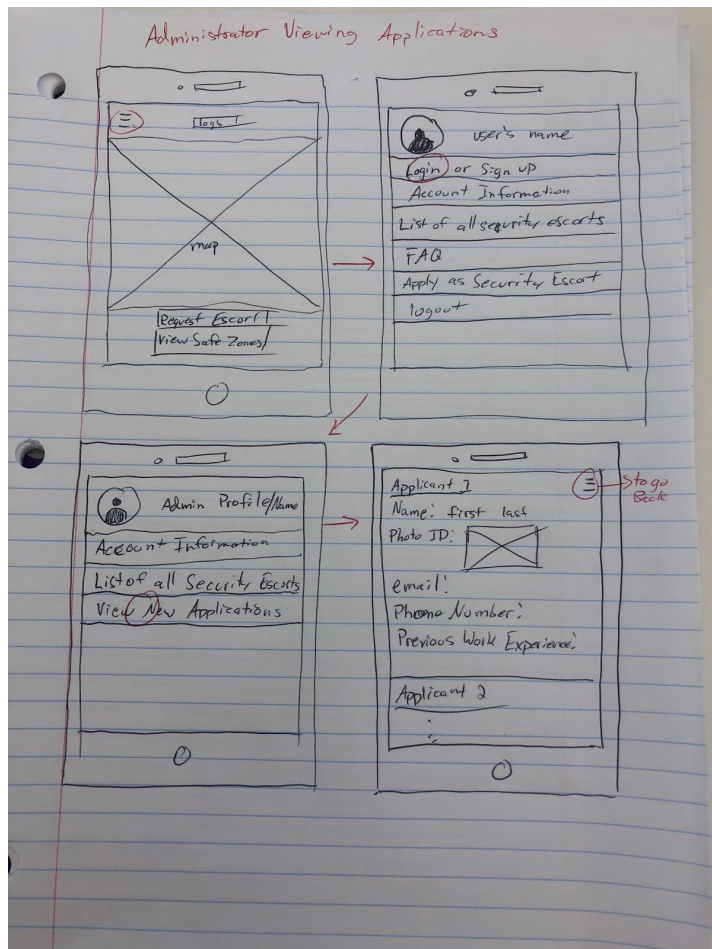 Administrator Viewing Applications
logo
map
Request Escort
View Safe Zones
user's name
Login or Sign up
Account Information
List of all security escorts
FAQ
Apply as Security Escort
logout
Admin Profile/Name
Account Information
List of all Security Escorts
View New Applications
Applicant 1
to go
Back
Name: first last
Photo ID:
email:
Phone Number:
Previous Work Experience:
Applicant 2